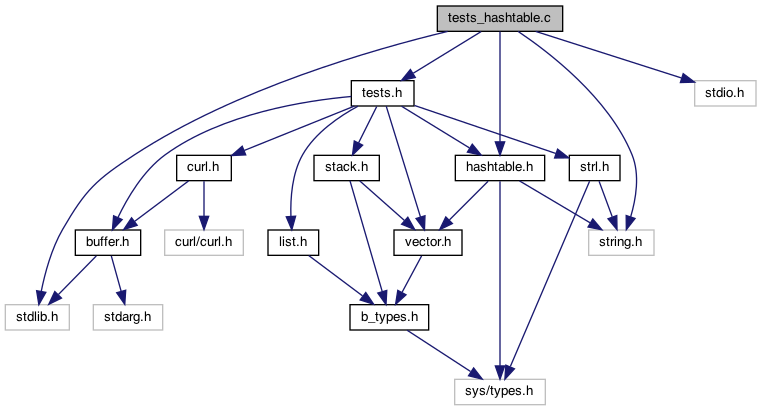 tests_hashtable.c
tests.h
stdio.h
curl.h
stack.h
hashtable.h
strl.h
buffer.h
curl/curl.h
list.h
vector.h
string.h
stdlib.h
stdarg.h
b_types.h
sys/types.h